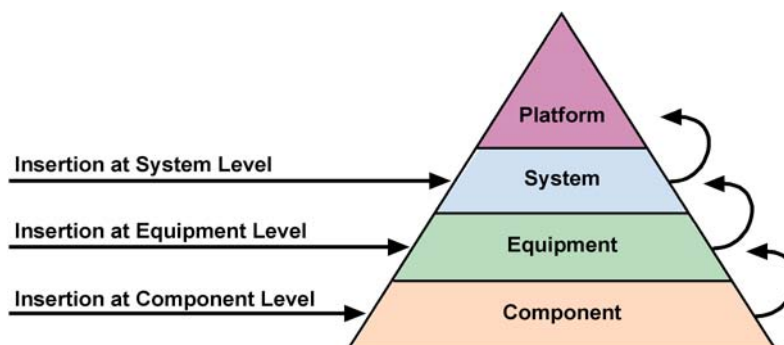 Platform
Insertion at System Level
System
Insertion at Equipment Level
Equipment
Insertion at Component Level
Component